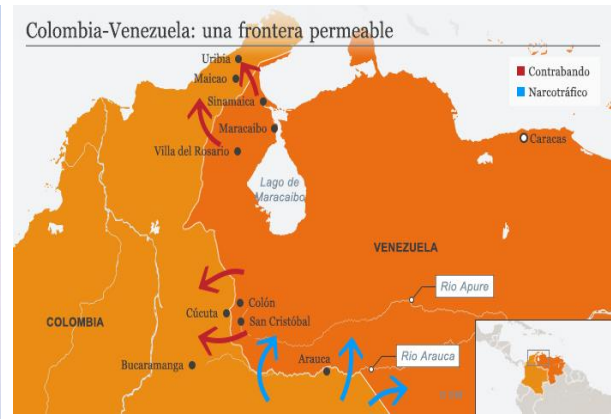 Colombia-Venezuela: una frontera permeable
Uribia
Maicao
Contrabando
Narcotráfico
Sinamaica
Maracaibo
Caracas
Villa del Rosario
Lago de
Maracaibo
VENEZUELA
Río Apure
Colón
COLOMBIA
Cúcuta
San Cristóbal
Río Arauca
Bucaramanga
Arauca